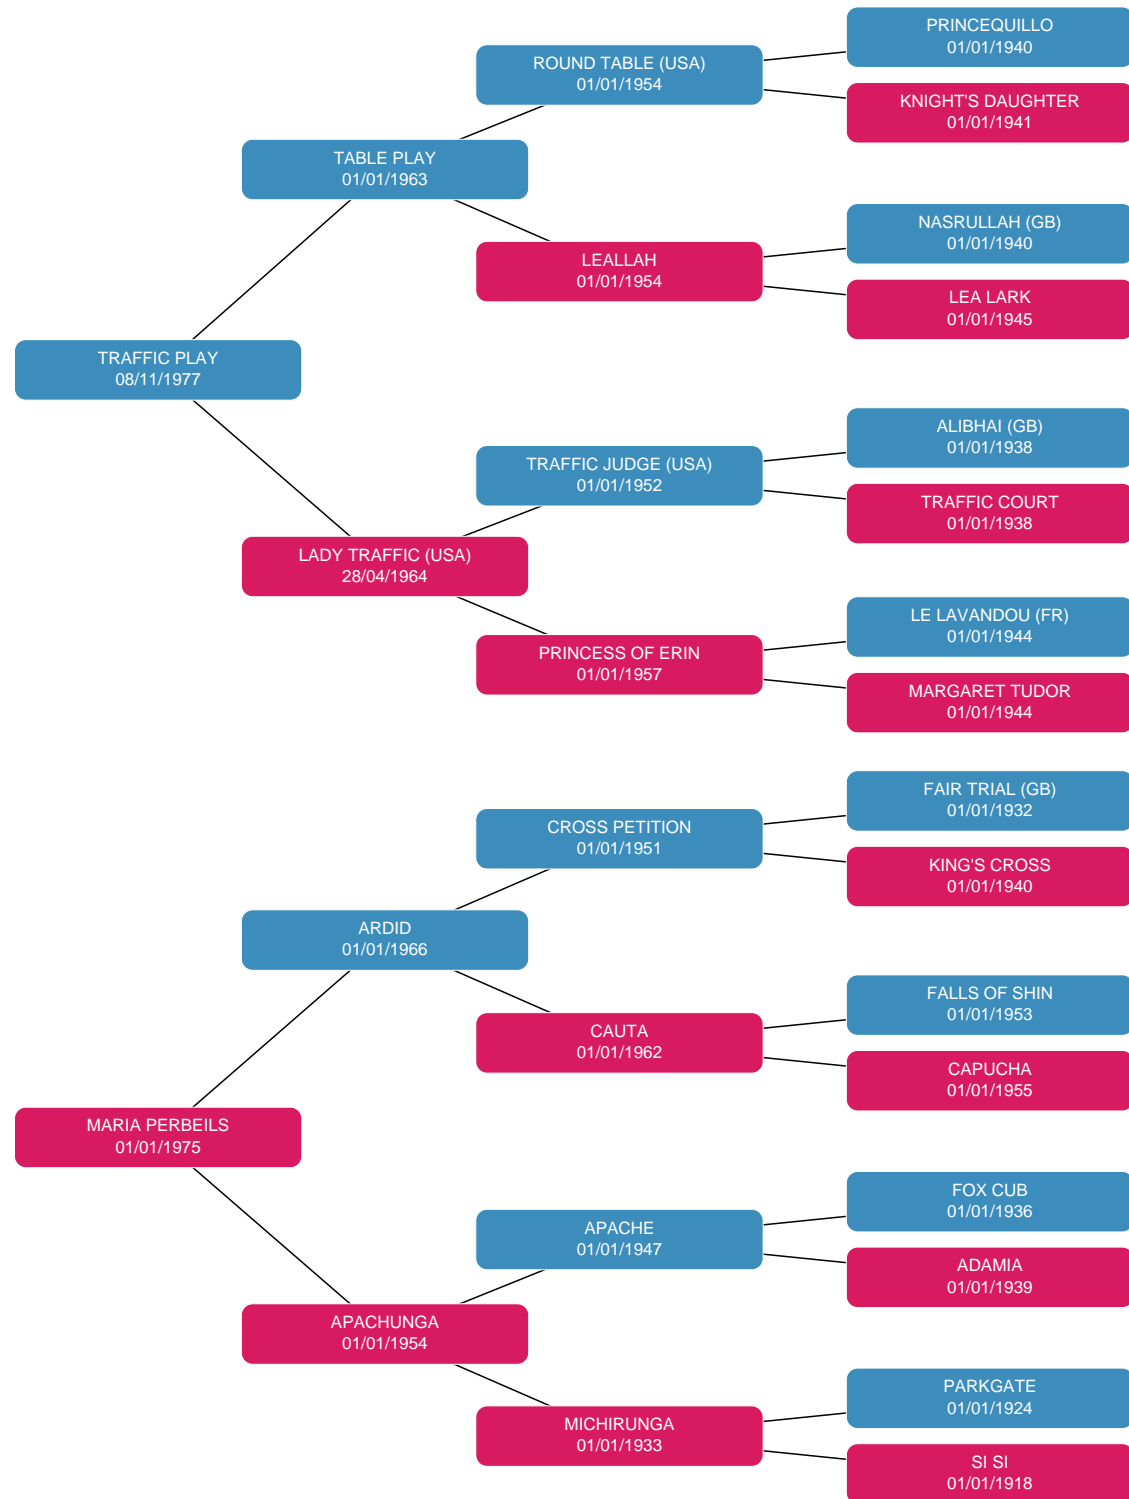 PRINCEQUILLO
01/01/1940
ROUND TABLE (USA)
01/01/1954
KNIGHT'S DAUGHTER
01/01/1941
TABLE PLAY
01/01/1963
NASRULLAH (GB)
01/01/1940
LEALLAH
01/01/1954
LEA LARK
01/01/1945
TRAFFIC PLAY
08/11/1977
ALIBHAI (GB)
01/01/1938
TRAFFIC JUDGE (USA)
01/01/1952
TRAFFIC COURT
01/01/1938
LADY TRAFFIC (USA)
28/04/1964
LE LAVANDOU (FR)
01/01/1944
PRINCESS OF ERIN
01/01/1957
MARGARET TUDOR
01/01/1944
FAIR TRIAL (GB)
01/01/1932
CROSS PETITION
01/01/1951
KING'S CROSS
01/01/1940
ARDID
01/01/1966
FALLS OF SHIN
01/01/1953
CAUTA
01/01/1962
CAPUCHA
01/01/1955
MARIA PERBEILS
01/01/1975
FOX CUB
01/01/1936
APACHE
01/01/1947
ADAMIA
01/01/1939
APACHUNGA
01/01/1954
PARKGATE
01/01/1924
MICHIRUNGA
01/01/1933
SI SI
01/01/1918